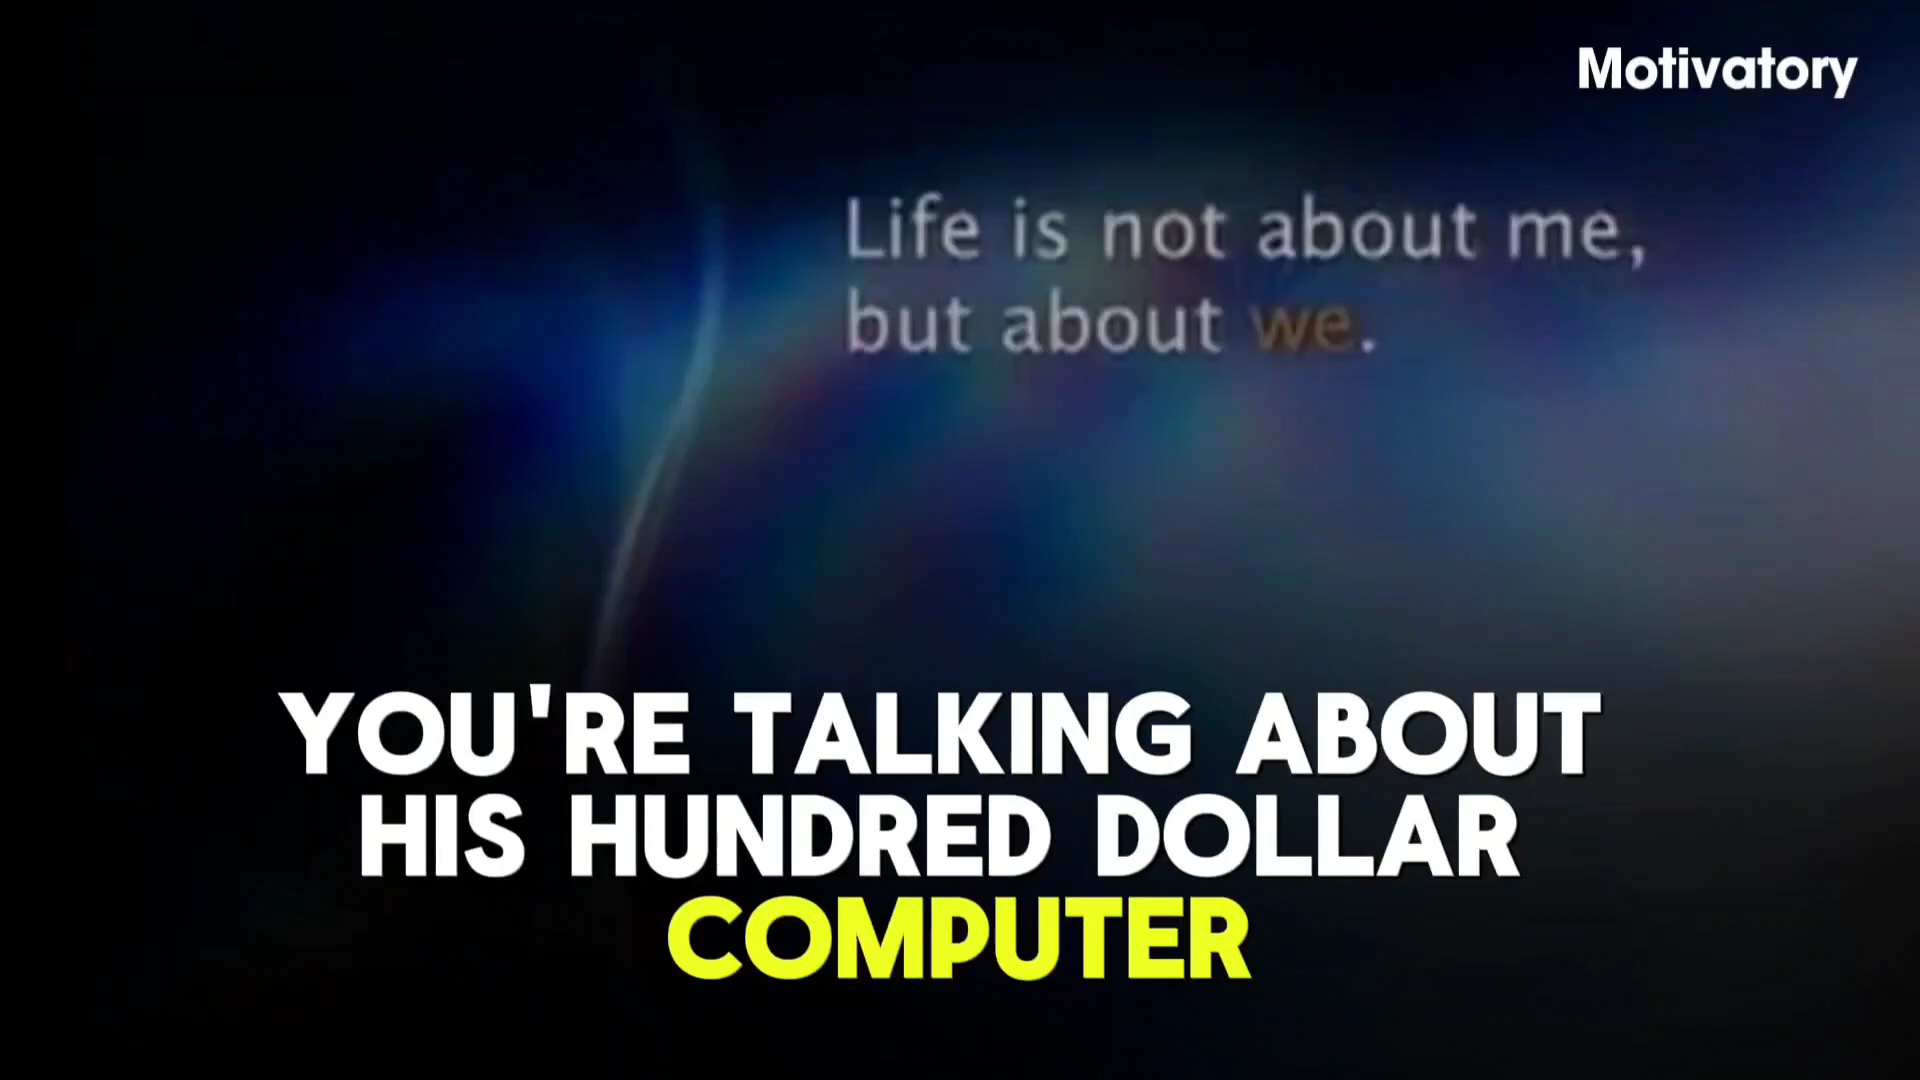 Motivatory
Life is not about me,
but about we.
YOU'RE TALKING ABOUT
HIS HUNDRED DOLLAR
COMPUTER